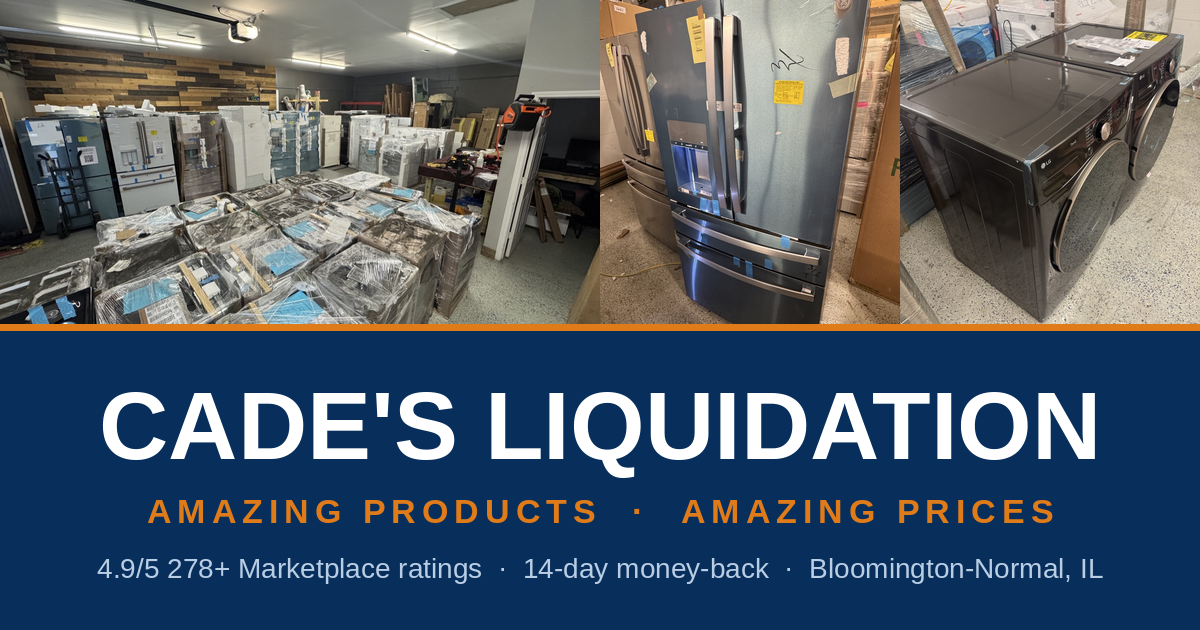 LG
CADE'S LIQUIDATION
AMAZING PRODUCTS · AMAZING PRICES
4.9/5 278+ Marketplace ratings · 14-day money-back · Bloomington-Normal, IL